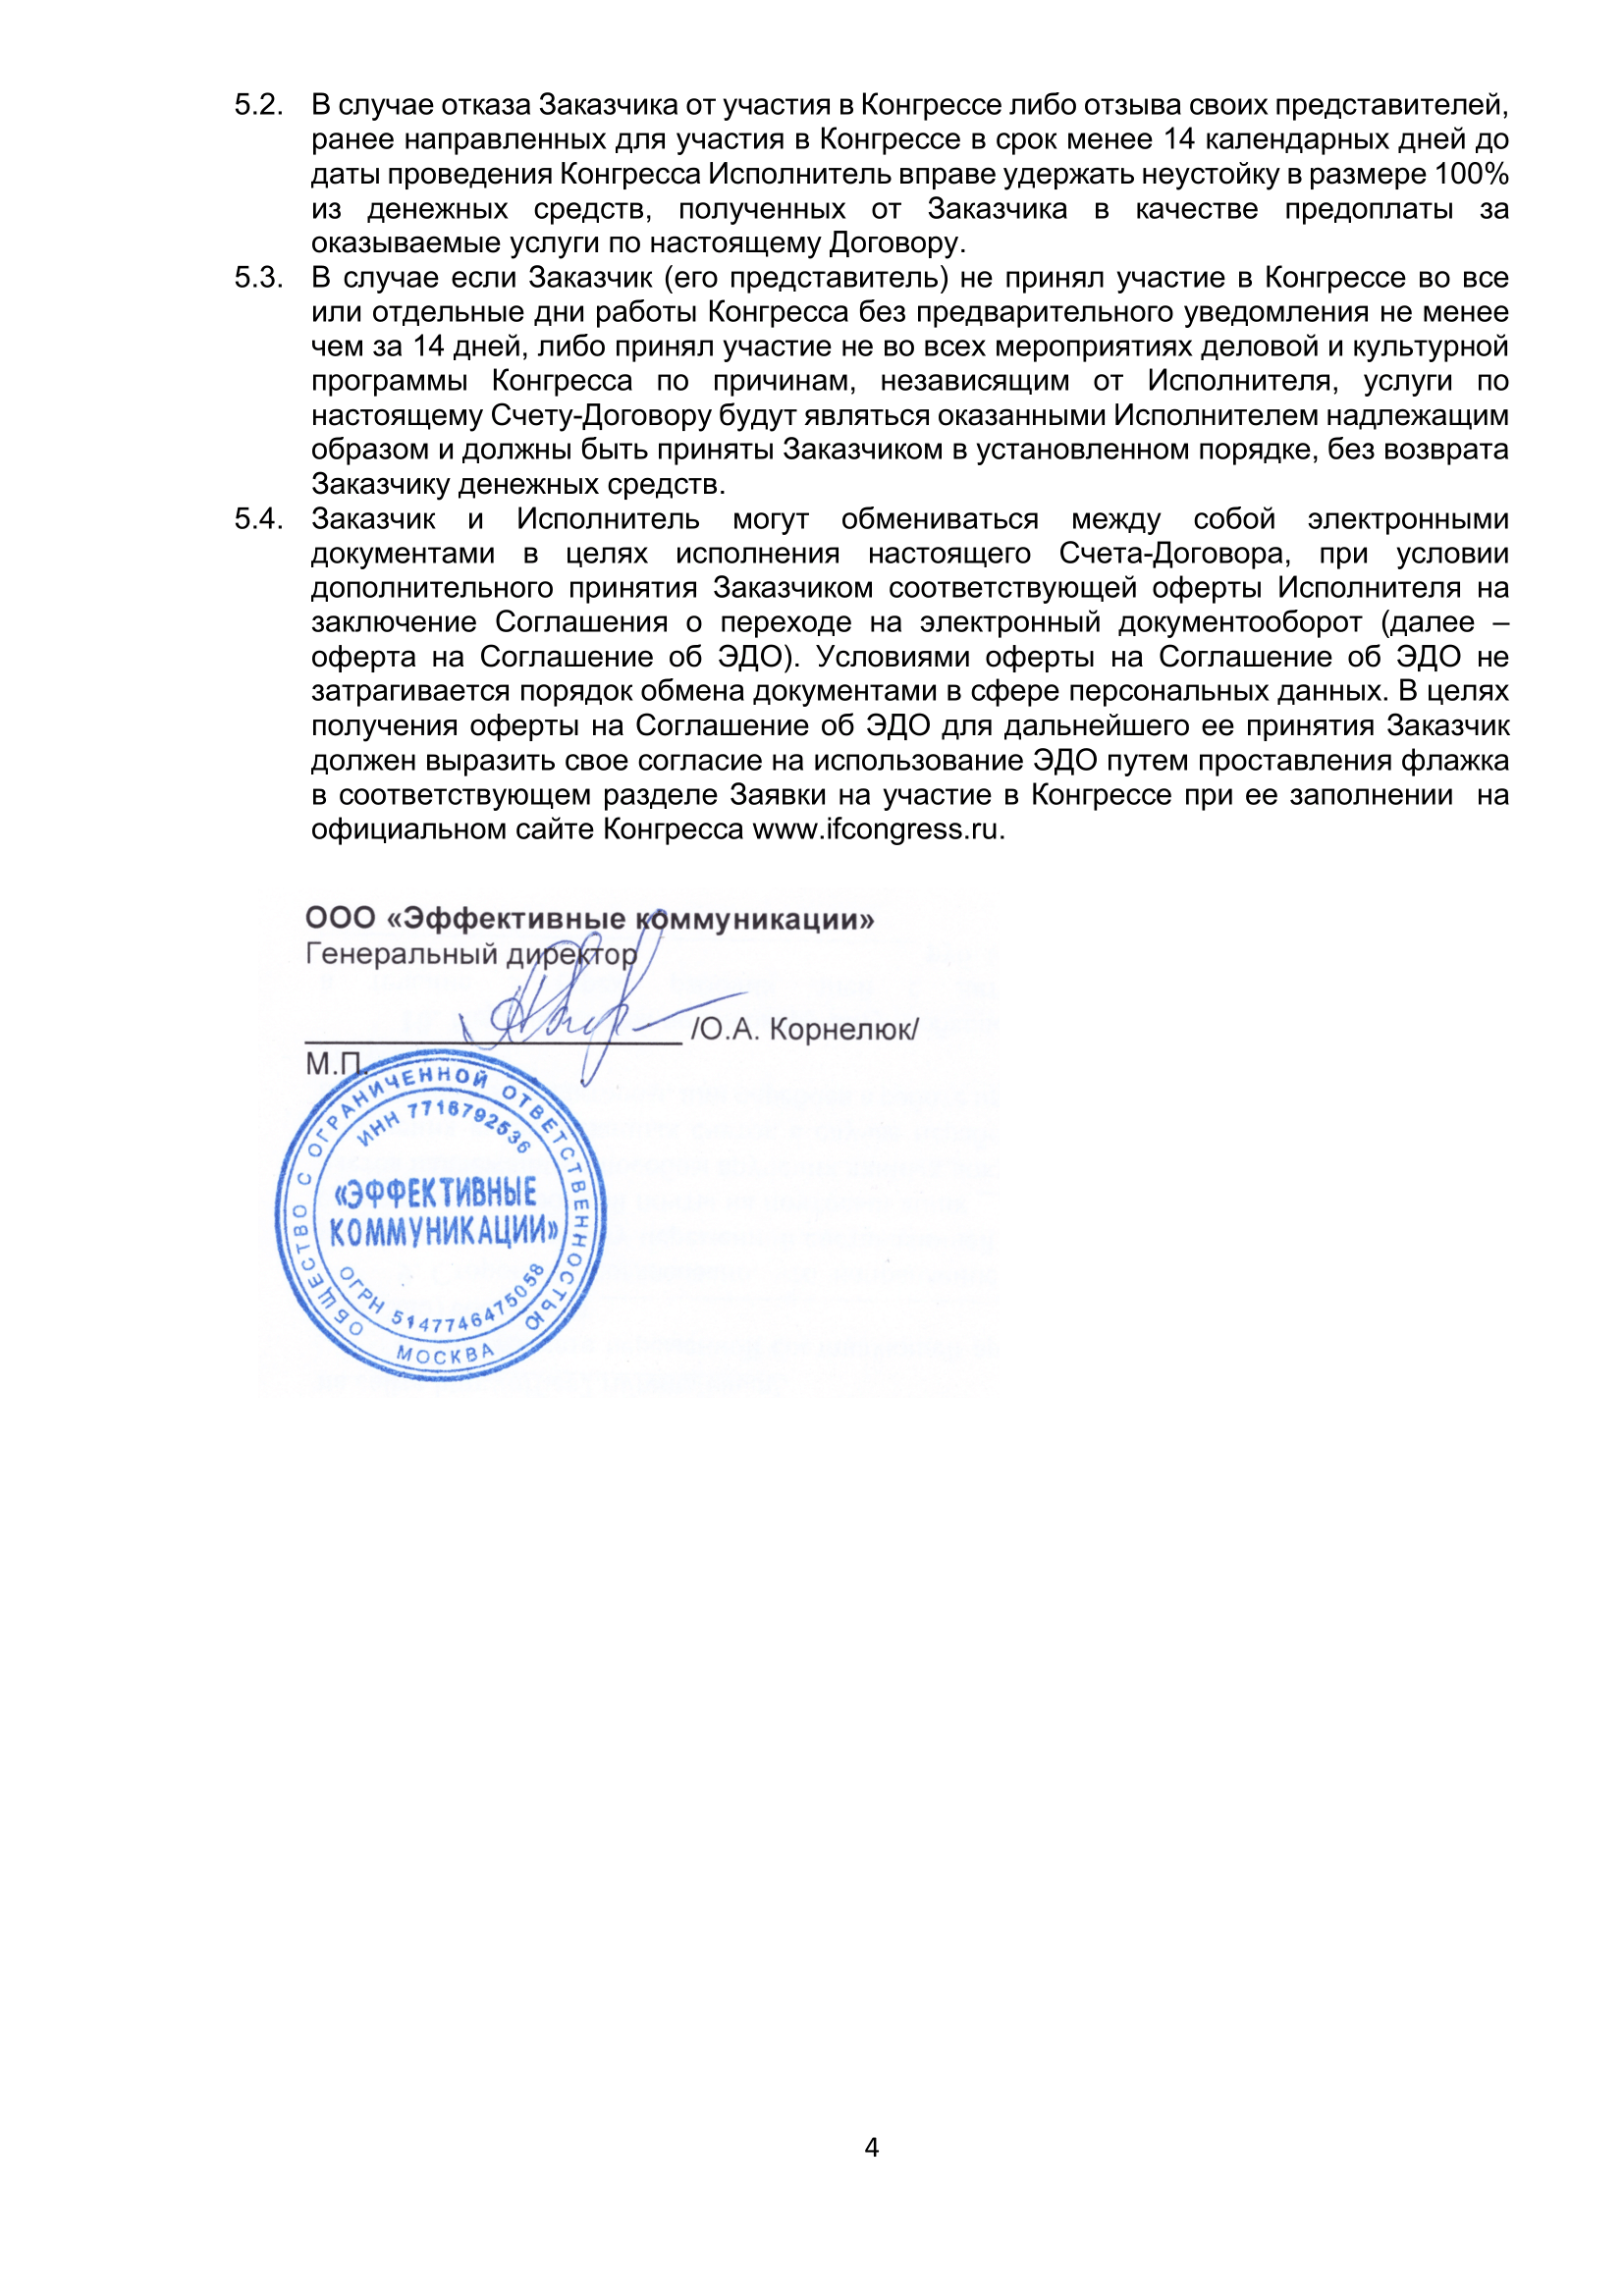 5.2. В случае отказа Заказчика от участия в Конгрессе либо отзыва своих представителей,
ранее направленных для участия в Конгрессе в срок менее 14 календарных дней до
даты проведения Конгресса Исполнитель вправе удержать неустойку в размере 100%
из денежных средств, полученных от Заказчика в качестве предоплаты за
оказываемые услуги по настоящему Договору.
5.3. В случае если Заказчик (его представитель) не принял участие в Конгрессе во все
или отдельные дни работы Конгресса без предварительного уведомления не менее
чем за 14 дней, либо принял участие не во всех мероприятиях деловой и культурной
программы Конгресса по причинам, независящим от Исполнителя, услуги по
настоящему Счету-Договору будут являться оказанными Исполнителем надлежащим
образом и должны быть приняты Заказчиком в установленном порядке, без возврата
Заказчику денежных средств.
5.4. Заказчик и Исполнитель могут обмениваться между собой электронными
документами в целях исполнения настоящего Счета-Договора, при условии
дополнительного принятия Заказчиком соответствующей оферты Исполнителя на
заключение Соглашения о переходе на электронный документооборот (далее –
оферта на Соглашение об ЭДО). Условиями оферты на Соглашение об ЭДО не
затрагивается порядок обмена документами в сфере персональных данных. В целях
получения оферты на Соглашение об ЭДО для дальнейшего ее принятия Заказчик
должен выразить свое согласие на использование ЭДО путем проставления флажка
в соответствующем разделе Заявки на участие в Конгрессе при ее заполнении на
официальном сайте Конгресса www.ifcongress.ru.
ООО «Эффективные коммуникации»
Генеральный директор
/О.А. Корнелюк/
М.П.
ОБЩЕСТВО С ОГРАНИЧЕННОЙ ОТВЕТСТВЕННОСТЬЮ
ИНН 7716792536
«ЭФФЕКТИВНЫЕ
КОММУНИКАЦИИ»
ОГРН 5147746475058
МОСКВА
4